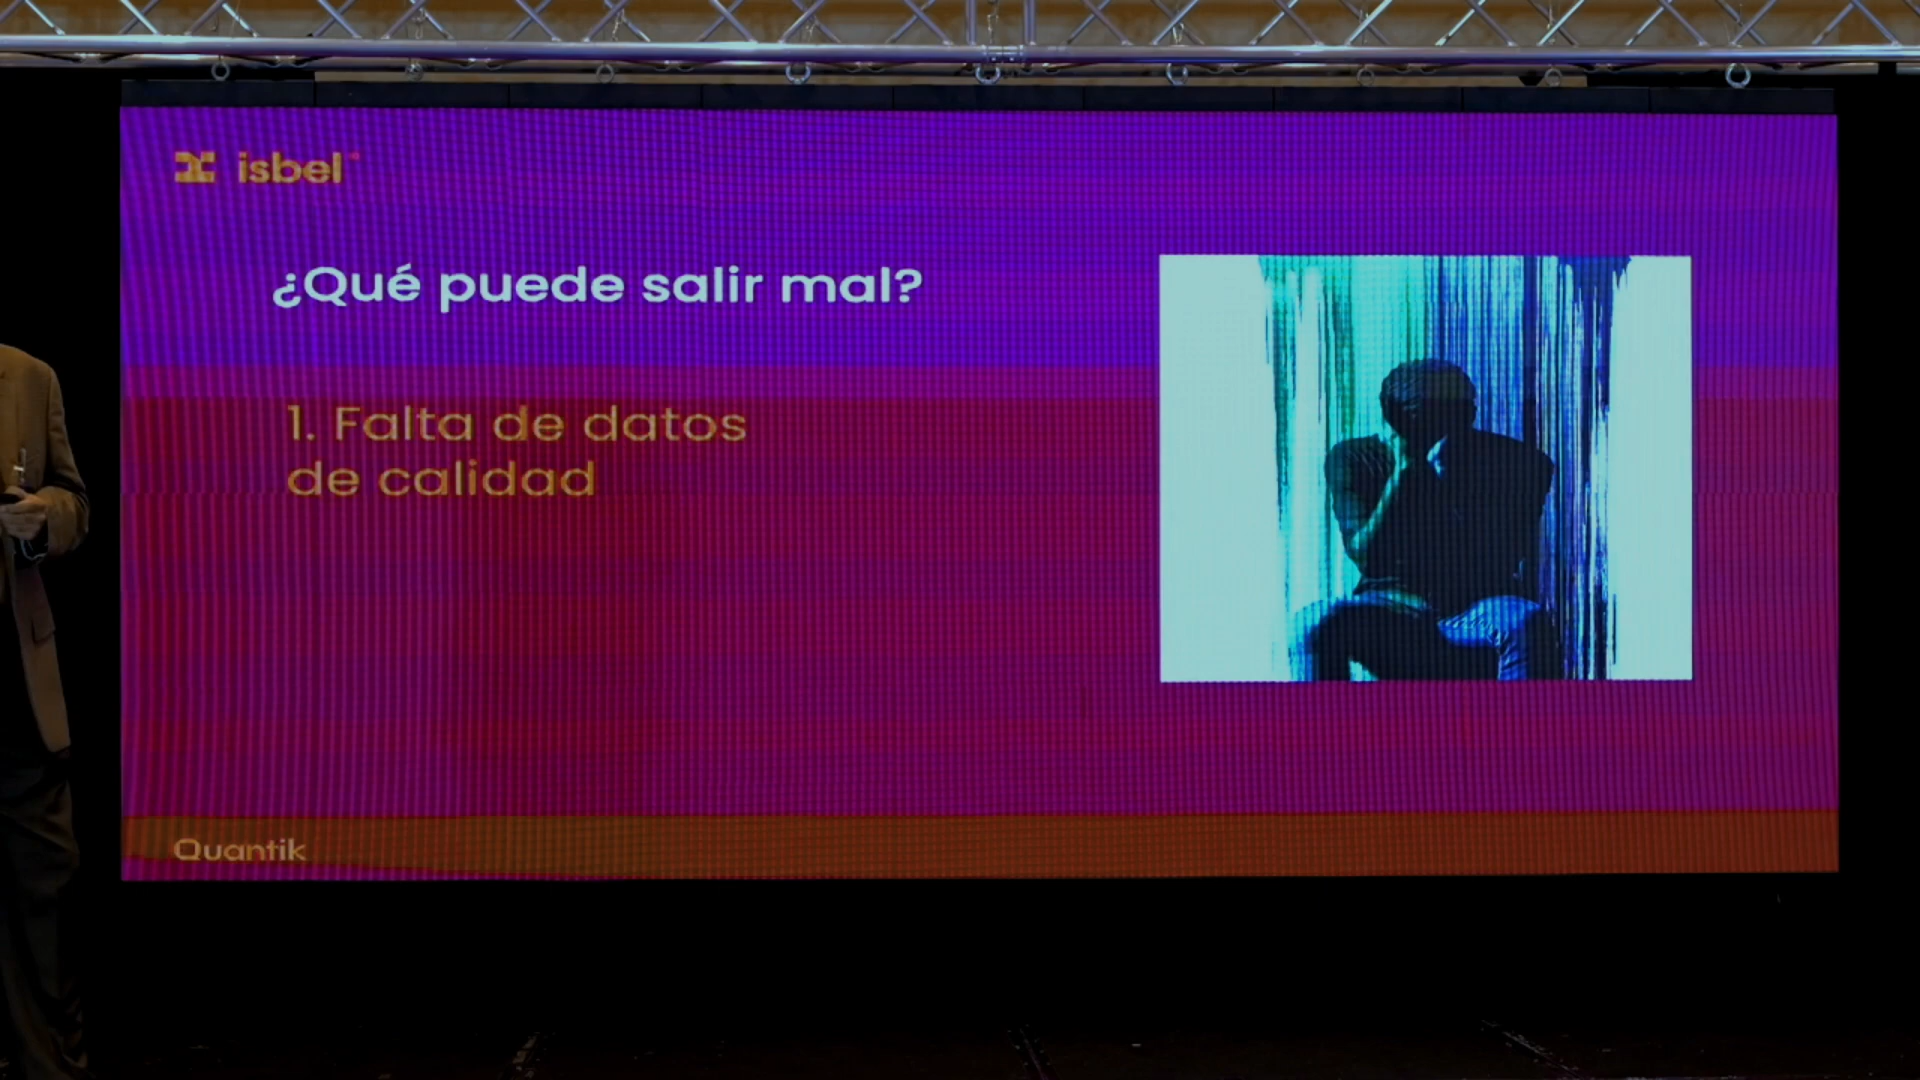 isbel
¿Qué puede salir mal?
1. Falta de datos
de calidad
Quantik